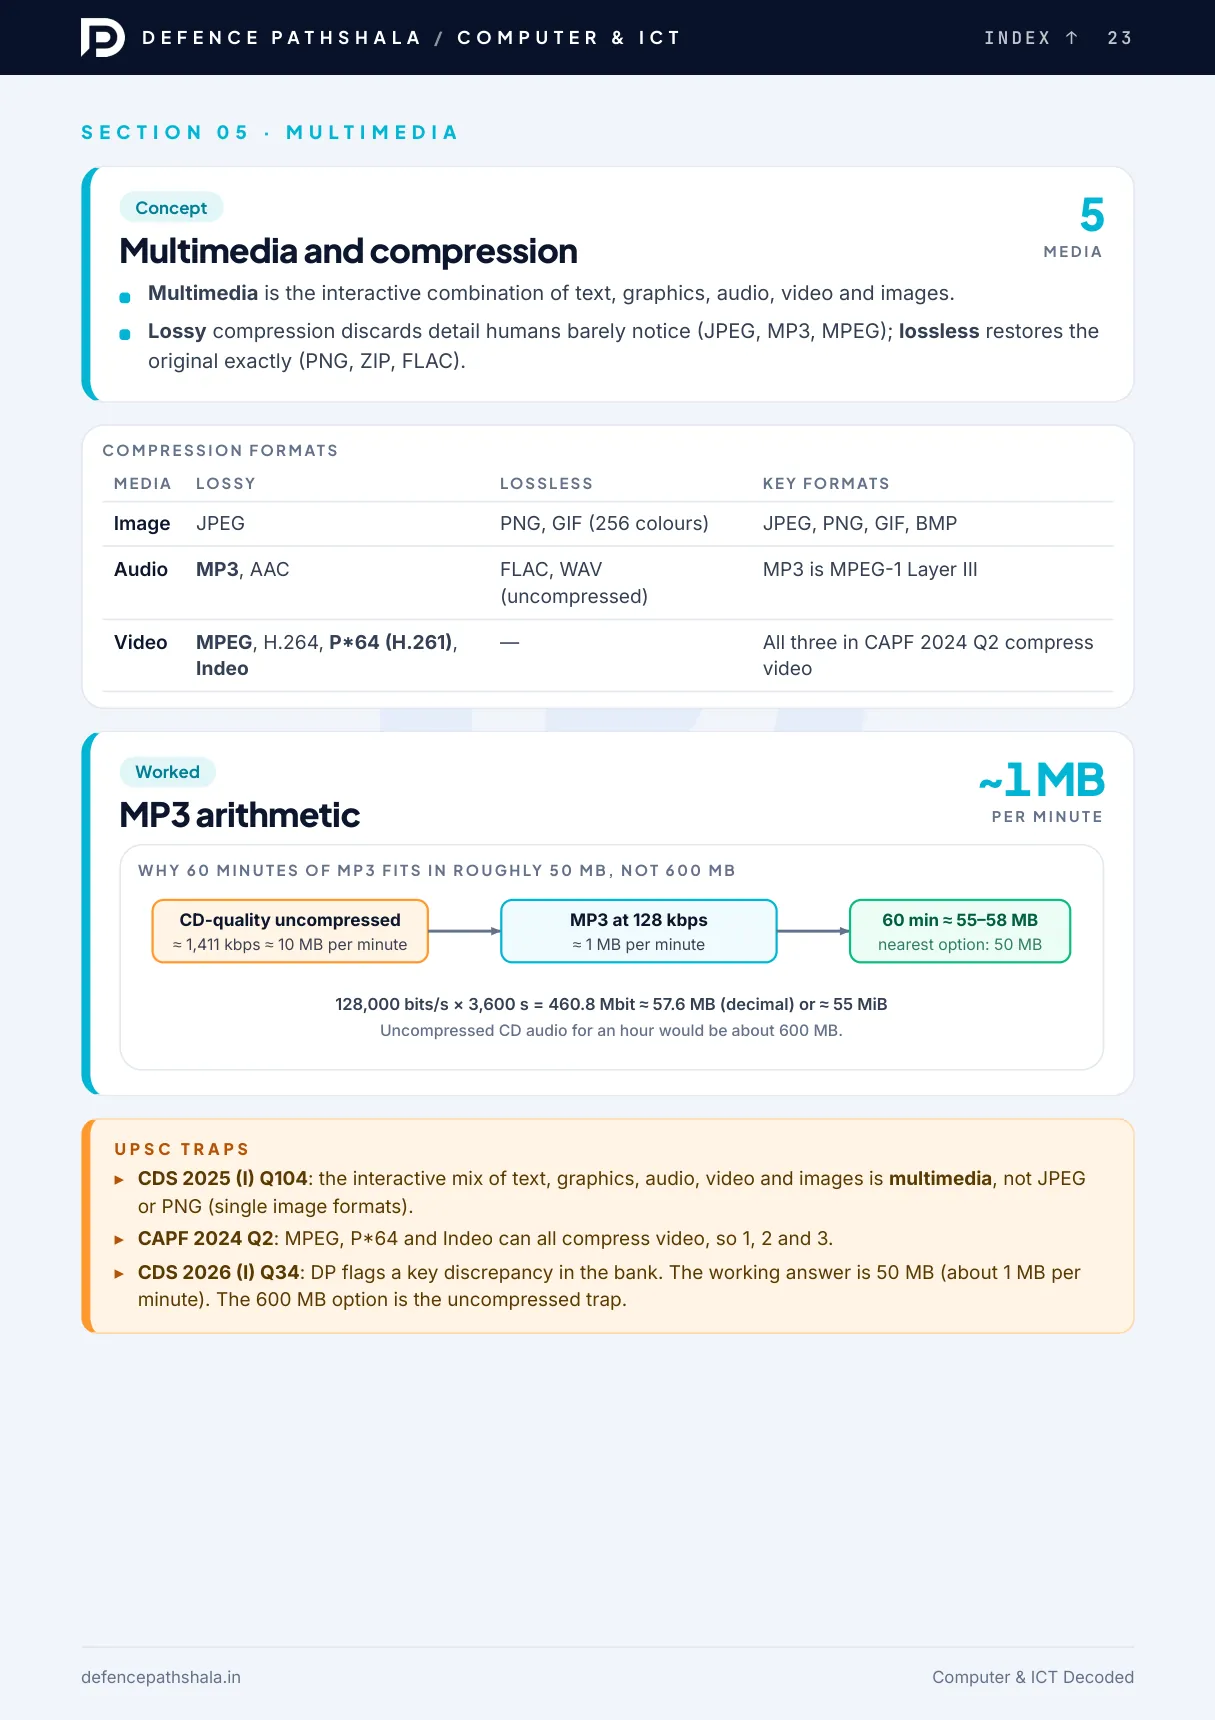 DEFENCE PATHSHALA / COMPUTER & ICT
INDEX ↑ 23
SECTION 05 · MULTIMEDIA
Concept
5
MEDIA
Multimedia and compression
Multimedia is the interactive combination of text, graphics, audio, video and images.
Lossy compression discards detail humans barely notice (JPEG, MP3, MPEG); lossless restores the
original exactly (PNG, ZIP, FLAC).
COMPRESSION FORMATS
MEDIA LOSSY LOSSLESS KEY FORMATS
Image JPEG PNG, GIF (256 colours) JPEG, PNG, GIF, BMP
Audio MP3, AAC FLAC, WAV MP3 is MPEG-1 Layer III
(uncompressed)
Video MPEG, H.264, P*64 (H.261), — All three in CAPF 2024 Q2 compress
Indeo video
Worked
~1 MB
PER MINUTE
MP3 arithmetic
WHY 60 MINUTES OF MP3 FITS IN ROUGHLY 50 MB, NOT 600 MB
CD-quality uncompressed MP3 at 128 kbps 60 min ≈ 55–58 MB
≈ 1,411 kbps ≈ 10 MB per minute ≈ 1 MB per minute nearest option: 50 MB
128,000 bits/s × 3,600 s = 460.8 Mbit ≈ 57.6 MB (decimal) or ≈ 55 MiB
Uncompressed CD audio for an hour would be about 600 MB.
UPSC TRAPS
▸ CDS 2025 (I) Q104: the interactive mix of text, graphics, audio, video and images is multimedia, not JPEG
or PNG (single image formats).
▸ CAPF 2024 Q2: MPEG, P*64 and Indeo can all compress video, so 1, 2 and 3.
▸ CDS 2026 (I) Q34: DP flags a key discrepancy in the bank. The working answer is 50 MB (about 1 MB per
minute). The 600 MB option is the uncompressed trap.
defencepathshala.in
Computer & ICT Decoded